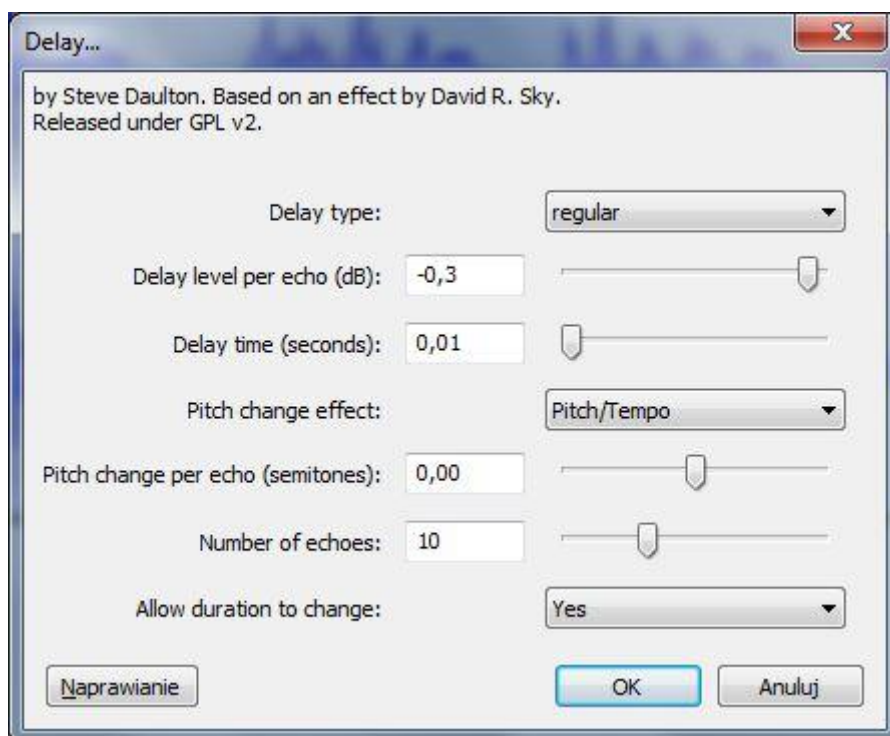 Delay...
by Steve Daulton. Based on an effect by David R. Sky.
Released under GPL v2.
Delay type: regular
Delay level per echo (dB): -0,3
Delay time (seconds): 0,01
Pitch change effect: Pitch/Tempo
Pitch change per echo (semitones): 0,00
Number of echoes: 10
Allow duration to change: Yes
Naprawianie OK Anuluj